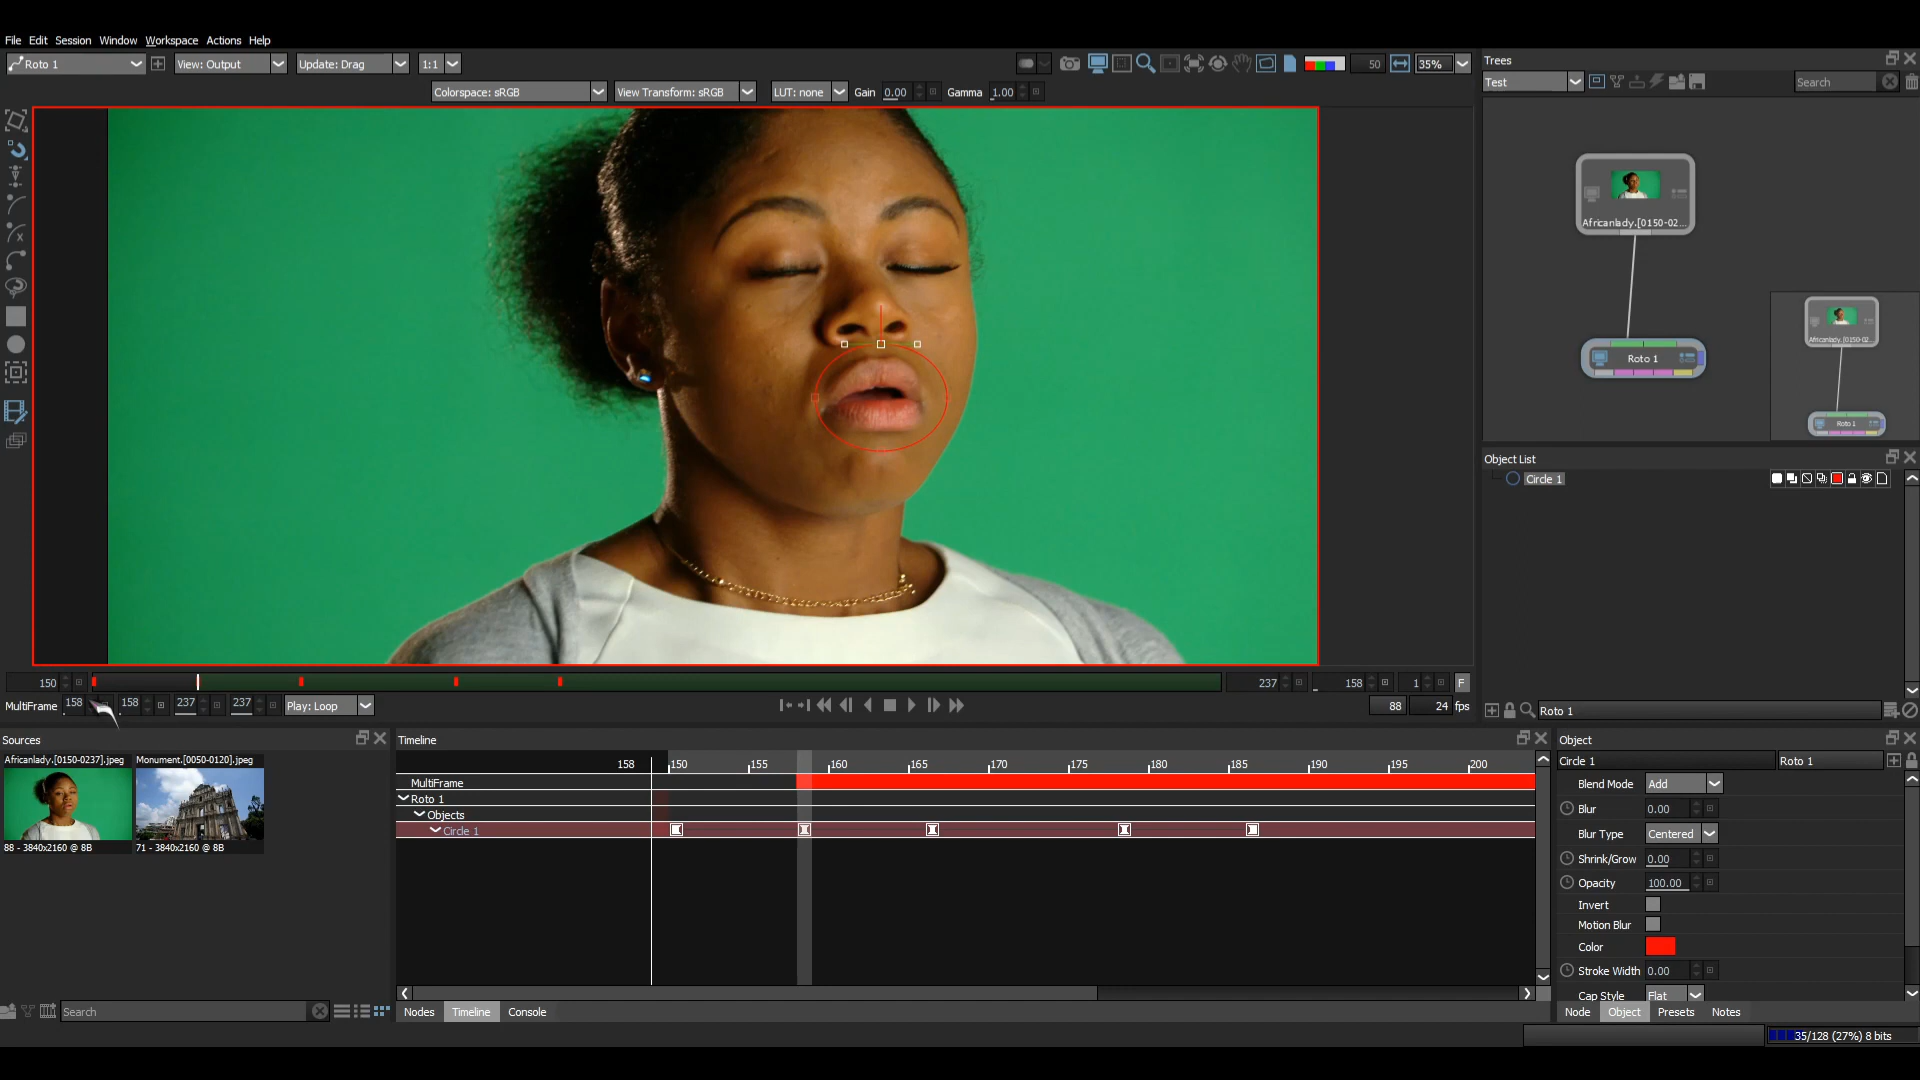 File Edit Session Window Workspace Actions Help
Roto 1 View: Output Update: Drag 1:1 50 35%
Colorspace: sRGB View Transform: sRGB LUT: none Gain 0.00 Gamma 1.00
Trees
Test Search
Africanlady.[0150-02...
Roto 1
Africanlady.[0150-02...
Roto 1
Object List
Circle 1
Roto 1
150 237 158 1 F
MultiFrame 158 158 237 237 Play: Loop 88 24 fps
Sources
Africanlady.[0150-0237].jpeg Monument.[0050-0120].jpeg
88 - 3840x2160 @ 8B 71 - 3840x2160 @ 8B
Search
Timeline
158 150 155 160 165 170 175 180 185 190 195 200
MultiFrame
Roto 1
Objects
Circle 1
Nodes Timeline Console
Object
Circle 1 Roto 1
Blend Mode Add
Blur 0.00
Blur Type Centered
Shrink/Grow 0.00
Opacity 100.00
Invert
Motion Blur
Color
Stroke Width 0.00
Cap Style Flat
Node Object Presets Notes
35/128 (27%) 8 bits